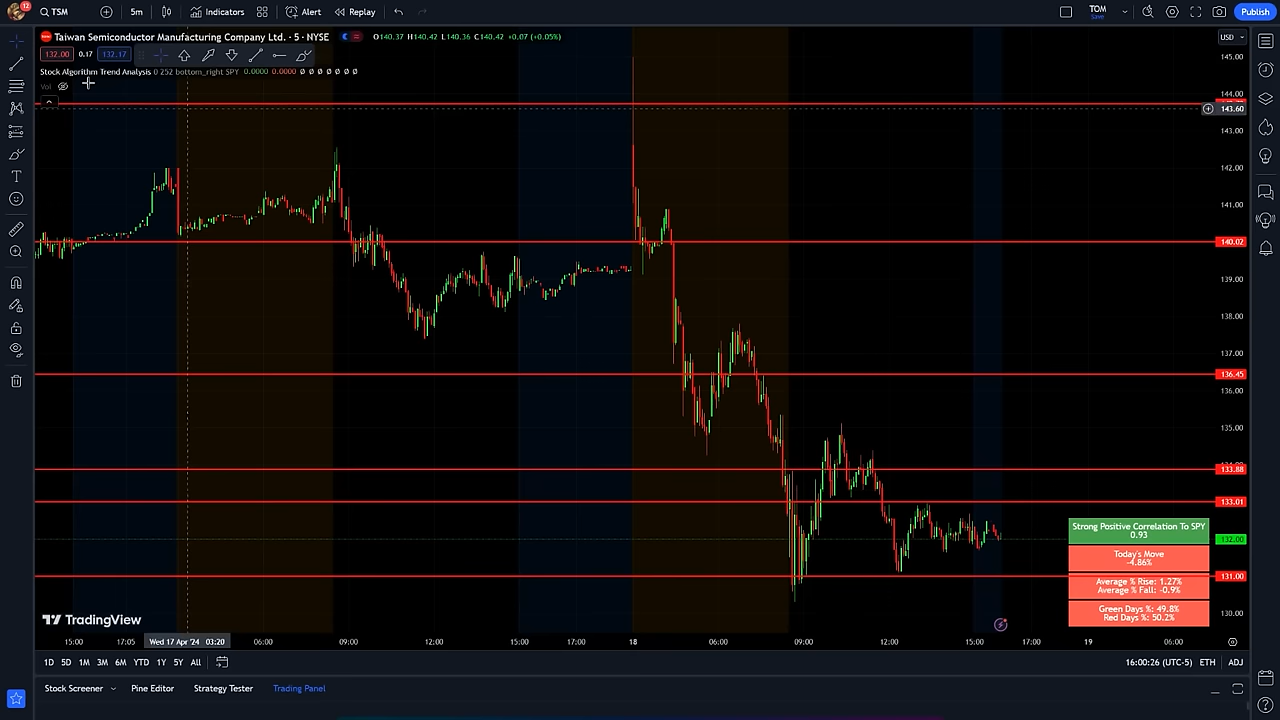 12
TSM
5m
Indicators
Alert
Replay
TOM
Save
Publish
Taiwan Semiconductor Manufacturing Company Ltd. · 5 · NYSE
O140.37 H140.42 L140.36 C140.42 +0.07 (+0.05%)
USD
132.00 0.17 132.17
Stock Algorithm Trend Analysis 0 252 bottom_right SPY 0.0000 0.0000 Ø Ø Ø Ø Ø Ø Ø
Vol
145.00
144.00
143.60
143.00
142.00
141.00
140.02
139.00
138.00
137.00
136.45
136.00
135.00
133.88
133.01
132.00
131.00
130.00
Strong Positive Correlation To SPY
0.93
Today's Move
-4.86%
Average % Rise: 1.27%
Average % Fall: -0.9%
Green Days %: 49.8%
Red Days %: 50.2%
TradingView
15:00 17:05 Wed 17 Apr '24 03:20 06:00 09:00 12:00 15:00 17:00 18 06:00 09:00 12:00 15:00 17:00 19 06:00
1D 5D 1M 3M 6M YTD 1Y 5Y All
16:00:26 (UTC-5) ETH ADJ
Stock Screener Pine Editor Strategy Tester Trading Panel